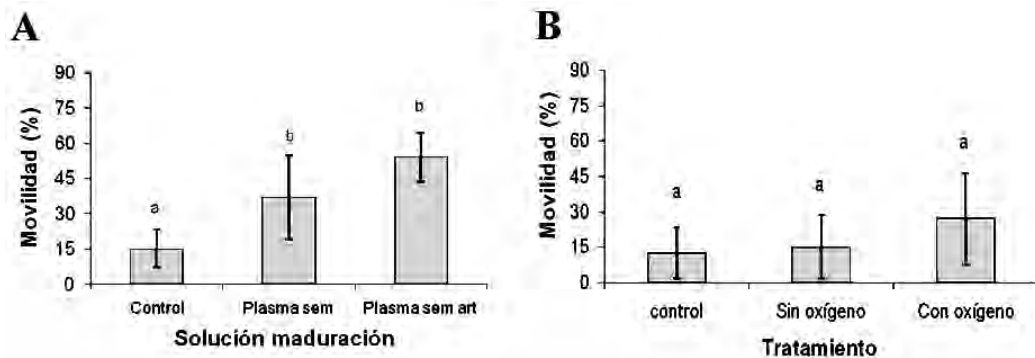 A
Movilidad (%)
90
75
60
45
30
15
0
a
b
b
Control Plasma sem Plasma sem art
Solución maduración
B
Movilidad (%)
90
75
60
45
30
15
0
a
a
a
control Sin oxígeno Con oxígeno
Tratamiento